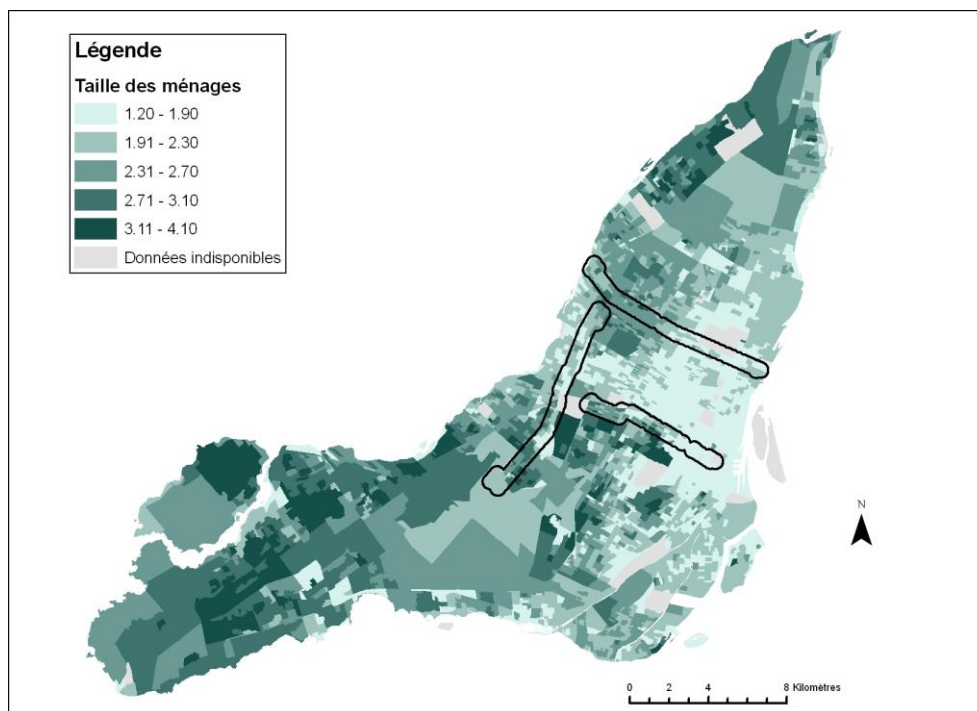 Légende
Taille des ménages
1.20 - 1.90
1.91 - 2.30
2.31 - 2.70
2.71 - 3.10
3.11 - 4.10
Données indisponibles
N
0 2 4 8 Kilomètres